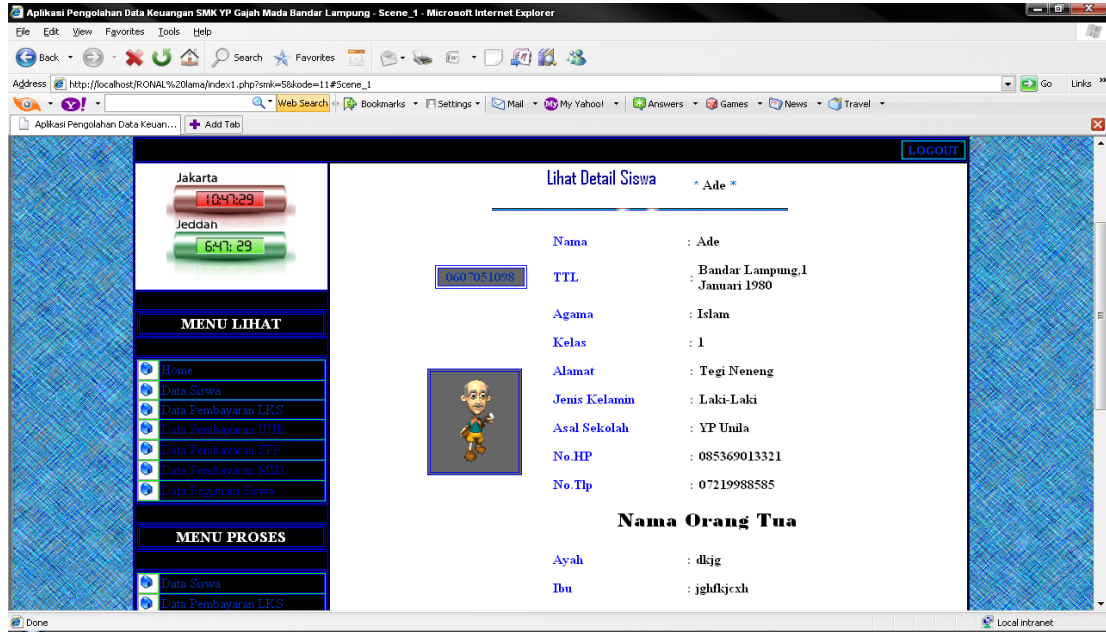 Aplikasi Pengolahan Data Keuangan SMK YP Gajah Mada Bandar Lampung - Scene_1 - Microsoft Internet Explorer
File Edit View Favorites Tools Help
Back Search Favorites
Address http://localhost/RONAL%20lama/index1.php?smk=5&kode=11#Scene_1 Go Links »
Y! Web Search Bookmarks Settings Mail My My Yahoo! Answers Games News Travel
Aplikasi Pengolahan Data Keuan... Add Tab
LOGOUT
Jakarta
10:47:29
Jeddah
6:47: 29
MENU LIHAT
Home
Data Siswa
Data Pembayaran LKS
Data Pembayaran UUB
Data Pembayaran SPP
Data Pembayaran MID
Data Registrasi Siswa
MENU PROSES
Data Siswa
Data Pembayaran LKS
Lihat Detail Siswa * Ade *
0607051098
Nama : Ade
TTL : Bandar Lampung,1
Januari 1980
Agama : Islam
Kelas : 1
Alamat : Tegi Neneng
Jenis Kelamin : Laki-Laki
Asal Sekolah : YP Unila
No.HP : 085369013321
No.Tlp : 07219988585
Nama Orang Tua
Ayah : dkjg
Ibu : jghfkjcxh
Done Local intranet